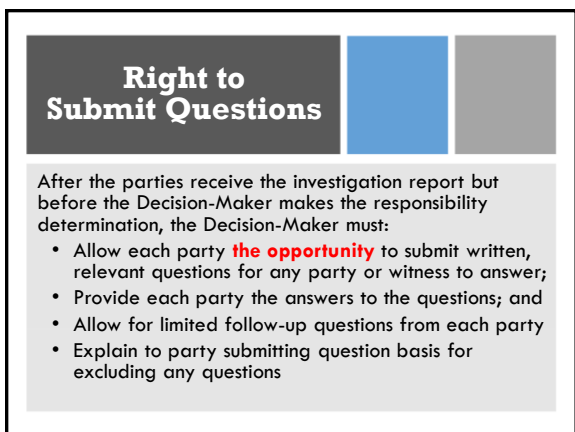 Right to
Submit Questions
After the parties receive the investigation report but
before the Decision-Maker makes the responsibility
determination, the Decision-Maker must:
• Allow each party the opportunity to submit written,
relevant questions for any party or witness to answer;
• Provide each party the answers to the questions; and
• Allow for limited follow-up questions from each party
• Explain to party submitting question basis for
excluding any questions